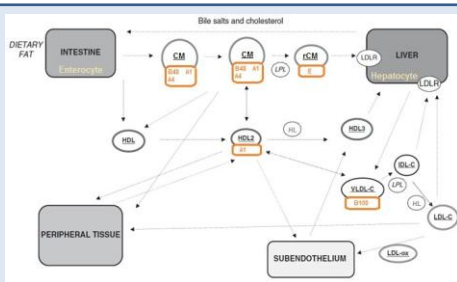 Bile salts and cholesterol
DIETARY
FAT
INTESTINE
Enterocyte
CM
B48 A1
A4
CM
B48 A1
A4
LPL
rCM
E
LDLR
LIVER
Hepatocyte
LDLR
HDL
HDL2
A1
HL
HDL3
IDL-C
VLDL-C
B100
LPL
HL
LDL-C
PERIPHERAL TISSUE
SUBENDOTHELIUM
LDL-ox